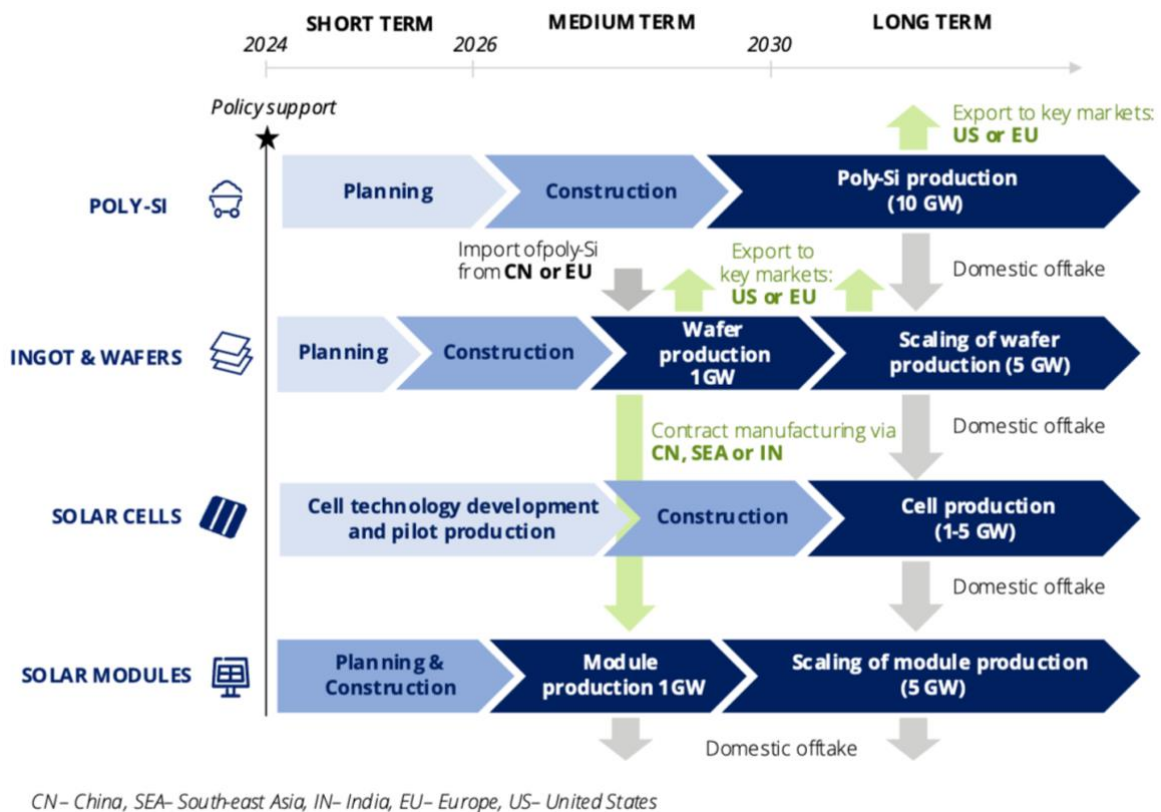 SHORT TERM
MEDIUM TERM
LONG TERM
2024
2026
2030
Policy support
Export to key markets:
US or EU
POLY-SI
Planning
Construction
Poly-Si production
(10 GW)
Import ofpoly-Si
from CN or EU
Export to
key markets:
US or EU
Domestic offtake
INGOT & WAFERS
Planning
Construction
Wafer
production
1GW
Scaling of wafer
production (5 GW)
Contract manufacturing via
CN, SEA or IN
Domestic offtake
SOLAR CELLS
Cell technology development
and pilot production
Construction
Cell production
(1-5 GW)
Domestic offtake
SOLAR MODULES
Planning &
Construction
Module
production 1GW
Scaling of module production
(5 GW)
Domestic offtake
CN– China, SEA– South-east Asia, IN– India, EU– Europe, US– United States